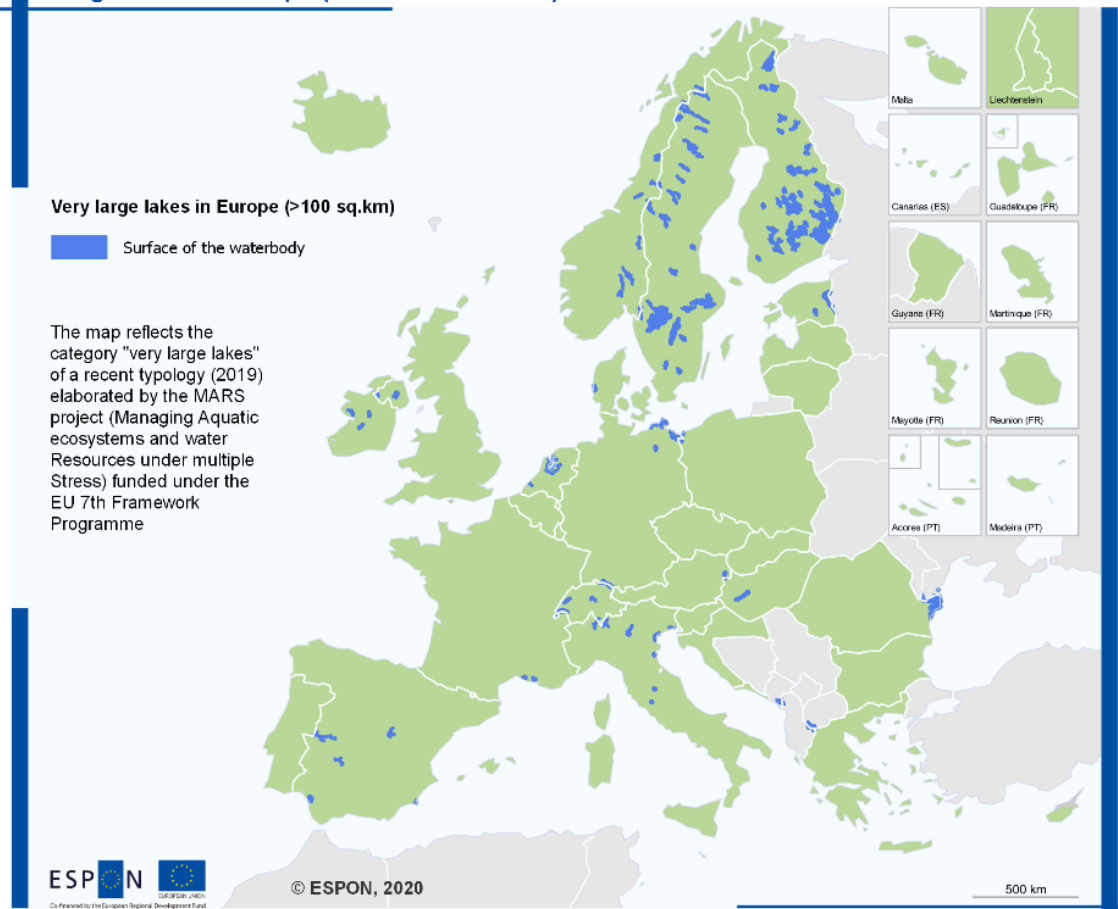 Very large lakes in Europe (>100 sq.km)
Surface of the waterbody
The map reflects the
category "very large lakes"
of a recent typology (2019)
elaborated by the MARS
project (Managing Aquatic
ecosystems and water
Resources under multiple
Stress) funded under the
EU 7th Framework
Programme
Malta
Liechtenstein
Canarias (ES)
Guadeloupe (FR)
Guyane (FR)
Martinique (FR)
Mayotte (FR)
Reunion (FR)
Acores (PT)
Madeira (PT)
ESPON
EUROPEAN UNION
Co-financed by the European Regional Development Fund
© ESPON, 2020
500 km